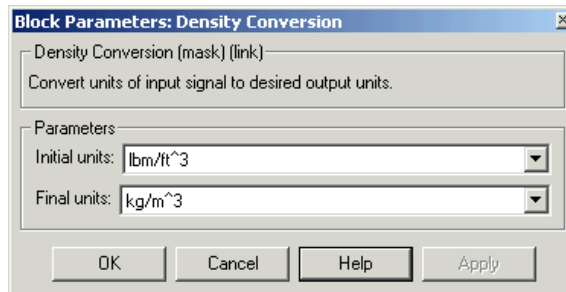 Block Parameters: Density Conversion
Density Conversion (mask) (link)
Convert units of input signal to desired output units.
Parameters
Initial units: lbm/ft^3
Final units: kg/m^3
OK Cancel Help Apply